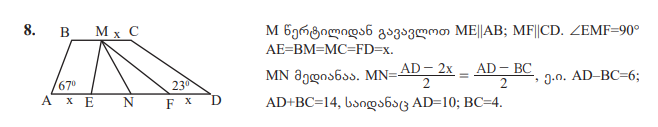 8.
B M x C
67⁰ 23⁰
A x E N F x D
M წერტილიდან გავავლოთ ME||AB; MF||CD. ∠EMF=90°
AE=BM=MC=FD=x.
MN მედიანაა. MN=(AD – 2x)/2 = (AD – BC)/2, ე.ი. AD–BC=6;
AD+BC=14, საიდანაც AD=10; BC=4.